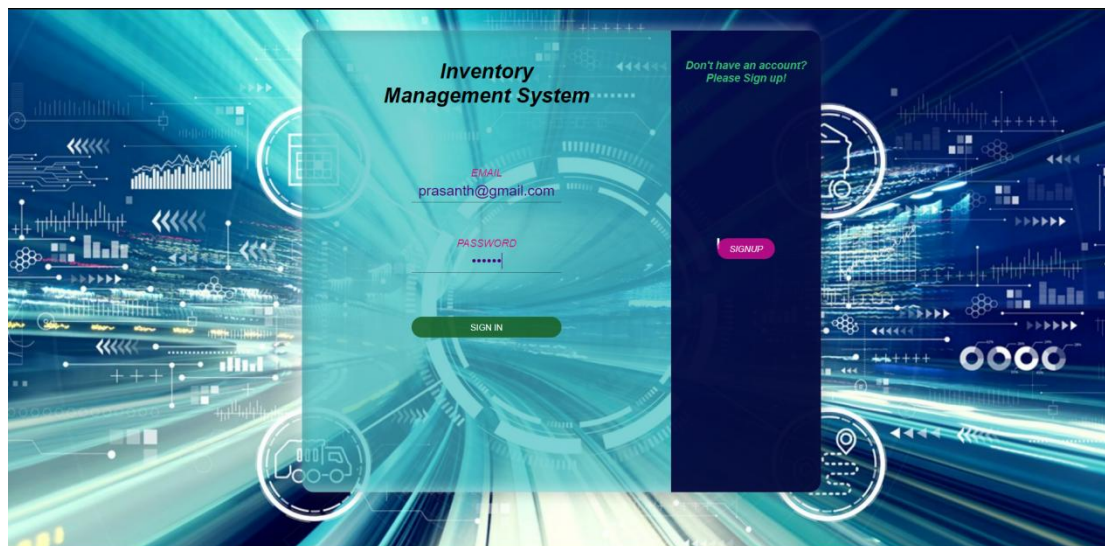 Inventory
Management System
EMAIL
prasanth@gmail.com
PASSWORD
••••••
SIGN IN
Don't have an account?
Please Sign up!
SIGNUP